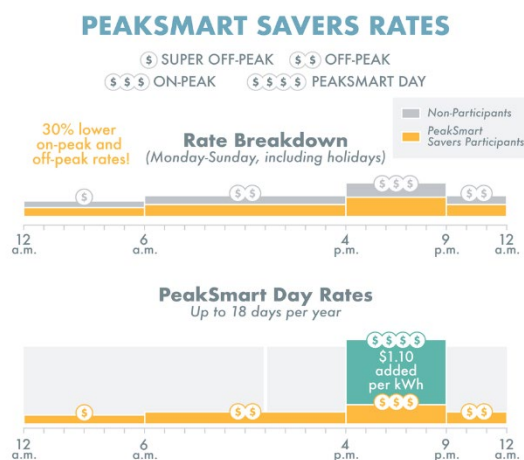 PEAKSMART SAVERS RATES
$ SUPER OFF-PEAK $ $ OFF-PEAK
$ $ $ ON-PEAK $ $ $ $ PEAKSMART DAY
Non-Participants
PeakSmart
Savers Participants
30% lower
on-peak and
off-peak rates!
Rate Breakdown
(Monday-Sunday, including holidays)
$ $ $ $ $ $ $ $
12 6 4 9 12
a.m. a.m. p.m. p.m. a.m.
PeakSmart Day Rates
Up to 18 days per year
$ $ $ $
$1.10
added
per kWh
$ $ $ $ $ $ $ $
12 6 4 9 12
a.m. a.m. p.m. p.m. a.m.